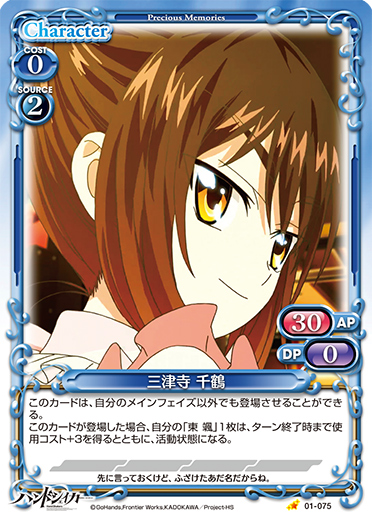 Precious Memories
Character
COST
0
SOURCE
2
30 AP
DP 0
三津寺 千鶴
このカードは、自分のメインフェイズ以外でも登場させることができ
る。
このカードが登場した場合、自分の「東 颯」1枚は、ターン終了時まで使
用コスト+3を得るとともに、活動状態になる。
先に言っておくけど、ふざけたあだ名だからね。
ハンドシェイカー
©GoHands,Frontier Works,KADOKAWA／Project-HS
01-075